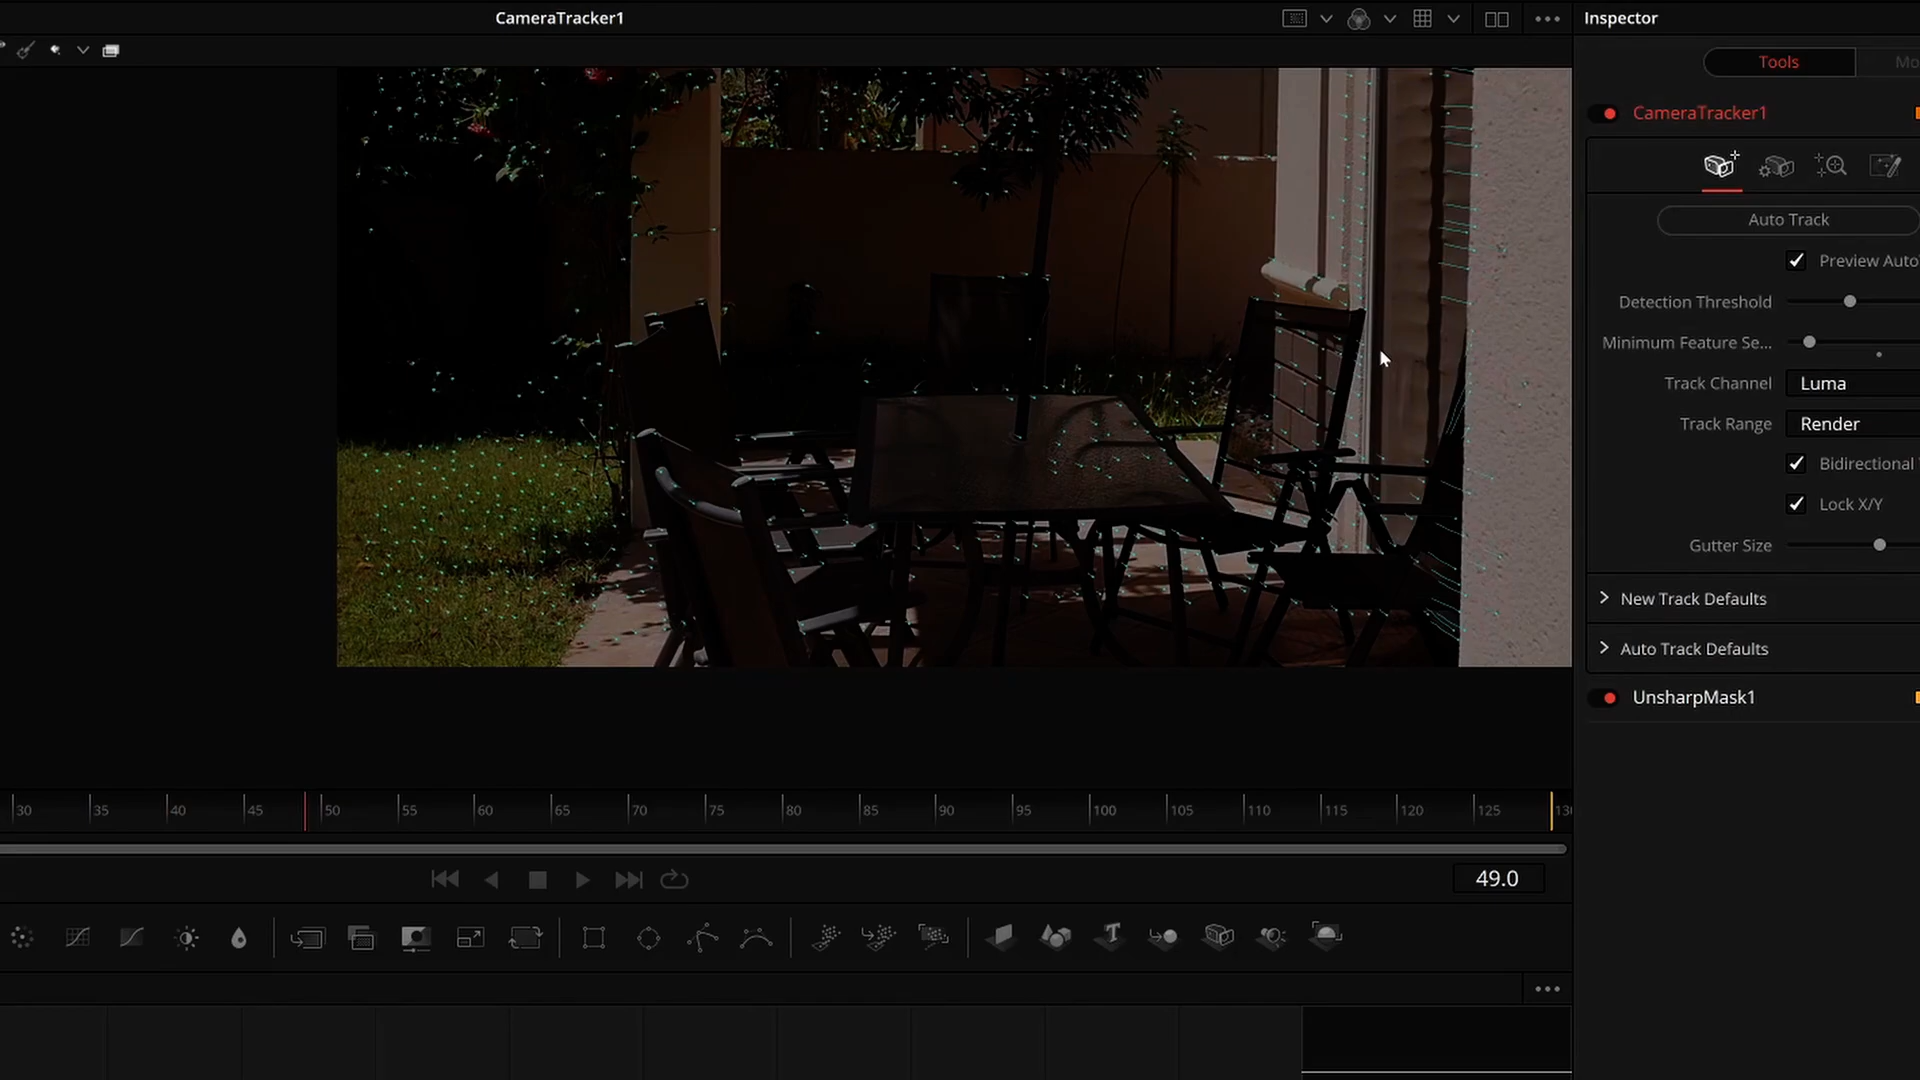 CameraTracker1
Inspector
Tools
Mo
CameraTracker1
Auto Track
Preview Auto
Detection Threshold
Minimum Feature Se...
Track Channel
Luma
Track Range
Render
Bidirectional
Lock X/Y
Gutter Size
New Track Defaults
Auto Track Defaults
UnsharpMask1
30 35 40 45 50 55 60 65 70 75 80 85 90 95 100 105 110 115 120 125 130
49.0